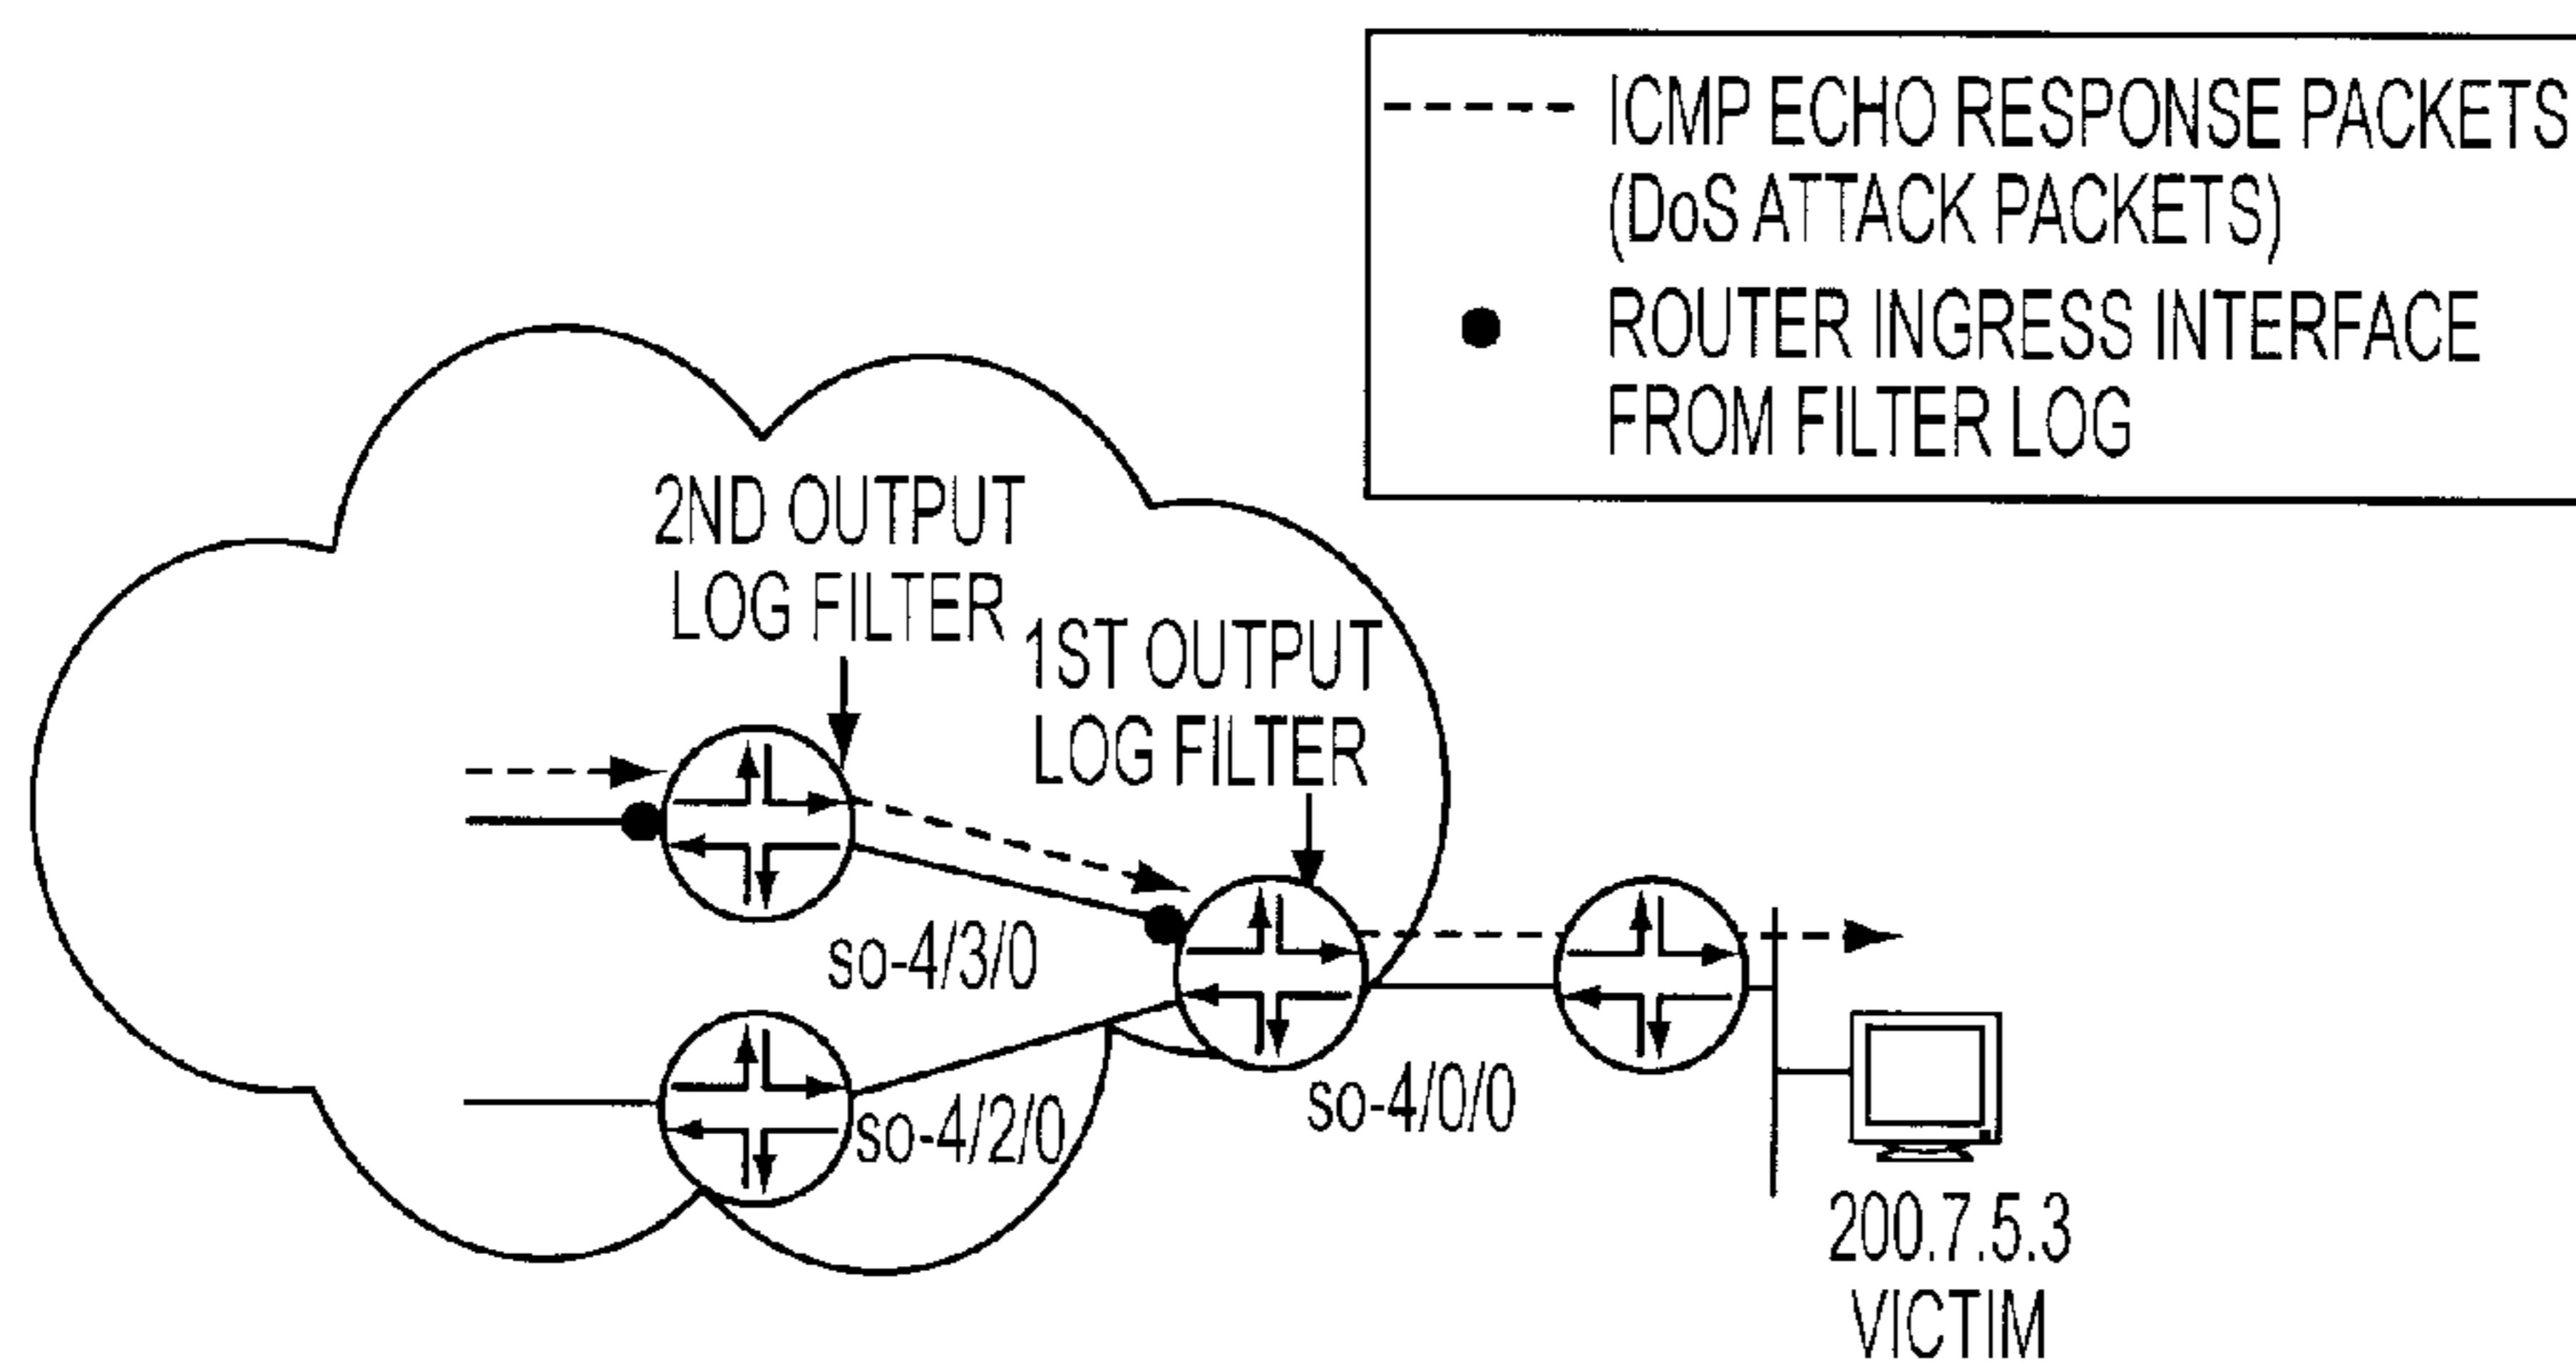 ICMP ECHO RESPONSE PACKETS
(DoS ATTACK PACKETS)
ROUTER INGRESS INTERFACE
FROM FILTER LOG
2ND OUTPUT
LOG FILTER
1ST OUTPUT
LOG FILTER
so-4/3/0
so-4/2/0
so-4/0/0
200.7.5.3
VICTIM